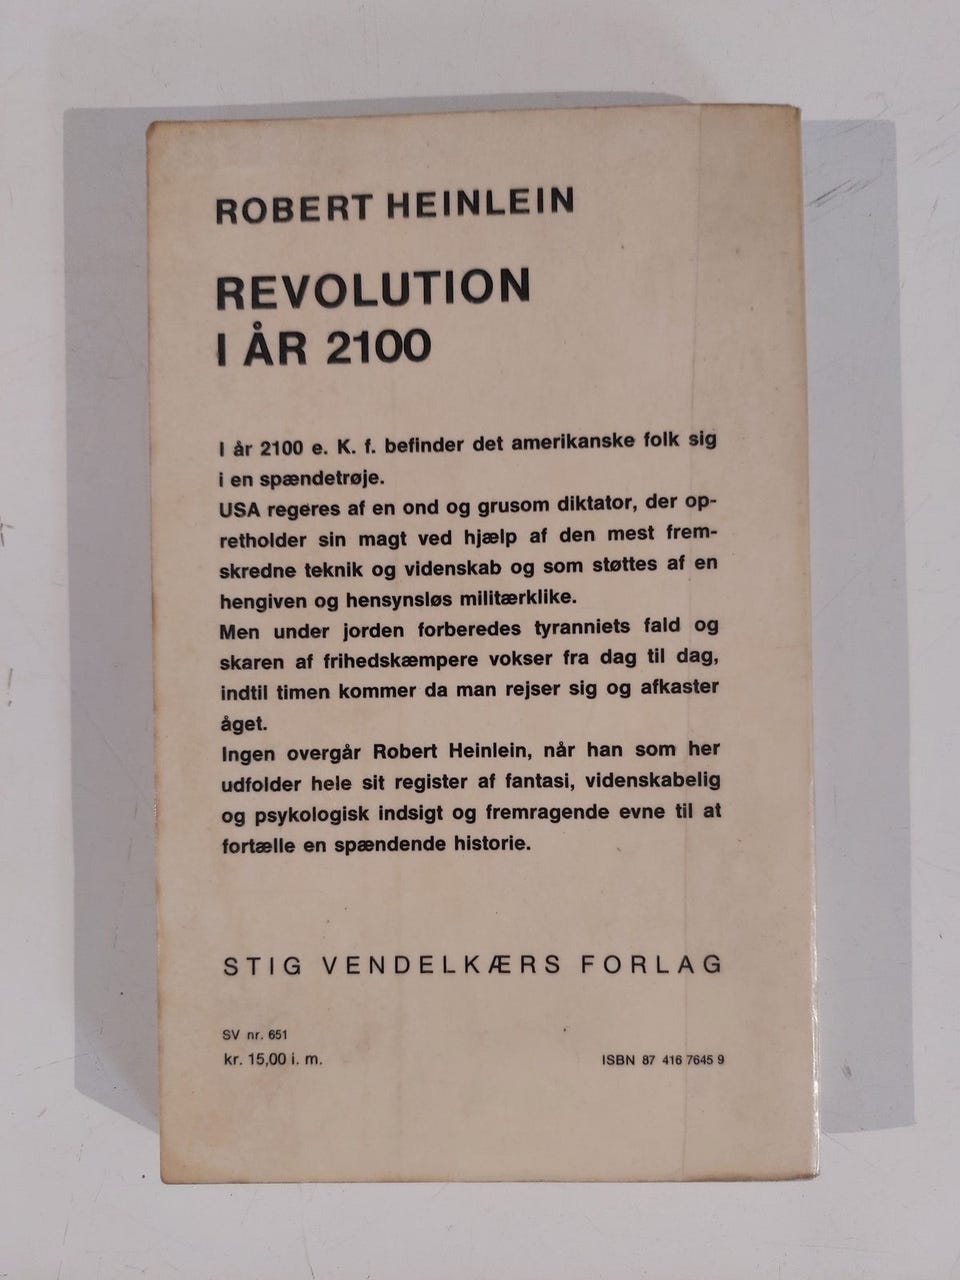 ROBERT HEINLEIN
REVOLUTION
I ÅR 2100
I år 2100 e. K. f. befinder det amerikanske folk sig
i en spændetrøje.
USA regeres af en ond og grusom diktator, der op-
retholder sin magt ved hjælp af den mest frem-
skredne teknik og videnskab og som støttes af en
hengiven og hensynsløs militærklike.
Men under jorden forberedes tyranniets fald og
skaren af frihedskæmpere vokser fra dag til dag,
indtil timen kommer da man rejser sig og afkaster
åget.
Ingen overgår Robert Heinlein, når han som her
udfolder hele sit register af fantasi, videnskabelig
og psykologisk indsigt og fremragende evne til at
fortælle en spændende historie.
STIG VENDELKÆRS FORLAG
SV nr. 651
kr. 15,00 i. m.
ISBN 87 416 7645 9